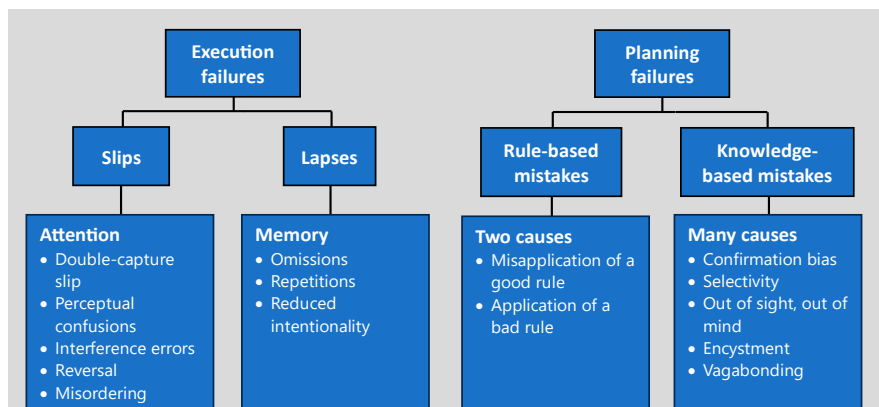 Execution
failures
Planning
failures
Slips
Lapses
Rule-based
mistakes
Knowledge-
based mistakes
Attention
• Double-capture
slip
• Perceptual
confusions
• Interference errors
• Reversal
• Misordering
Memory
• Omissions
• Repetitions
• Reduced
intentionality
Two causes
• Misapplication of a
good rule
• Application of a
bad rule
Many causes
• Confirmation bias
• Selectivity
• Out of sight, out of
mind
• Encystment
• Vagabonding